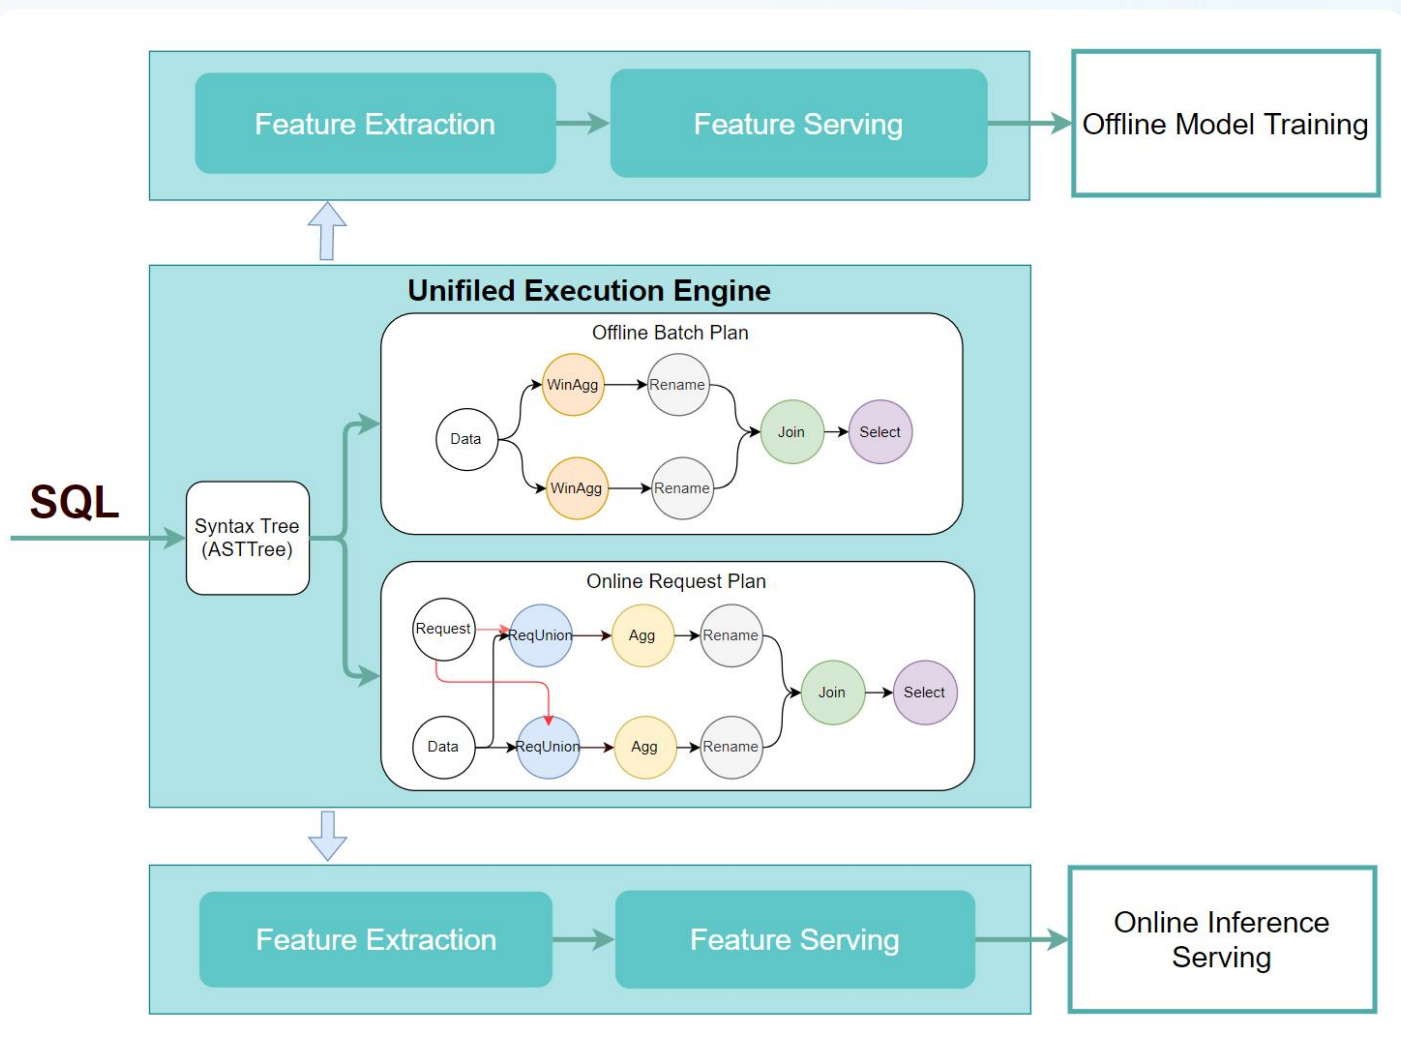 Feature Extraction
Feature Serving
Offline Model Training
Unifiled Execution Engine
Offline Batch Plan
WinAgg
Rename
Data
Join
Select
WinAgg
Rename
SQL
Syntax Tree
(ASTTree)
Online Request Plan
Request
ReqUnion
Agg
Rename
Join
Select
Data
ReqUnion
Agg
Rename
Feature Extraction
Feature Serving
Online Inference
Serving